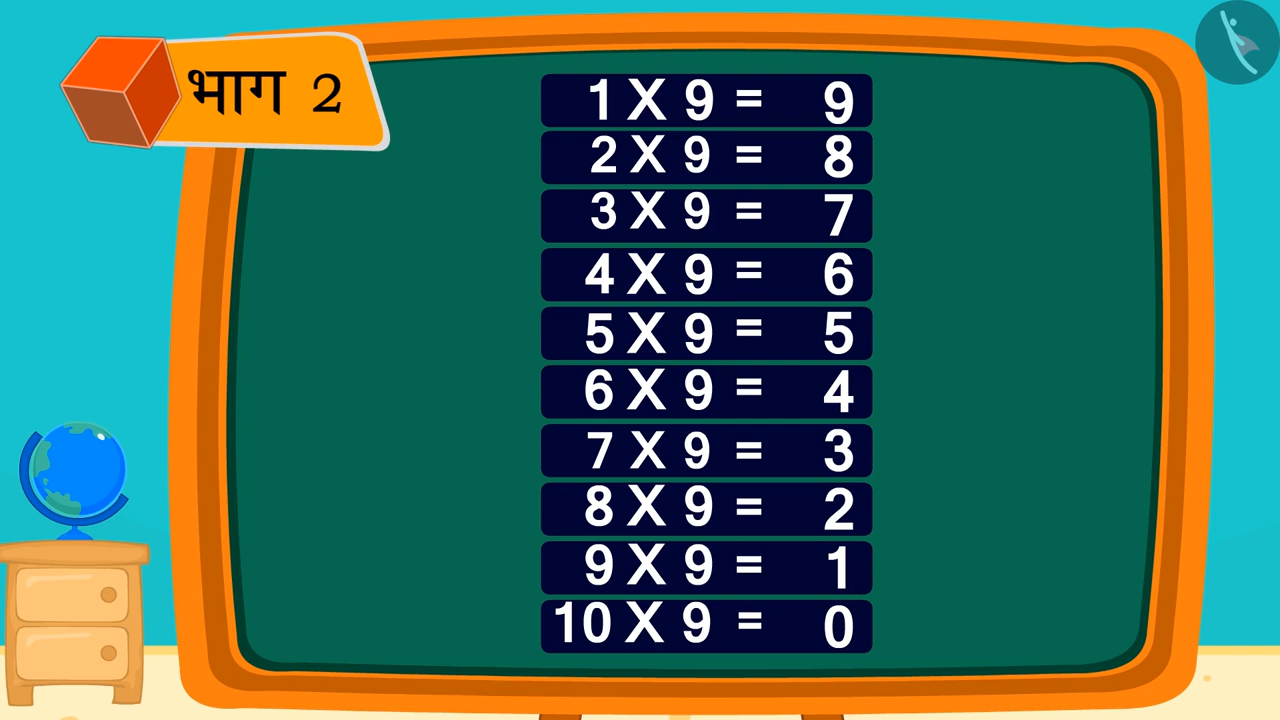 भाग 2
1 X 9 = 9
2 X 9 = 8
3 X 9 = 7
4 X 9 = 6
5 X 9 = 5
6 X 9 = 4
7 X 9 = 3
8 X 9 = 2
9 X 9 = 1
10 X 9 = 0